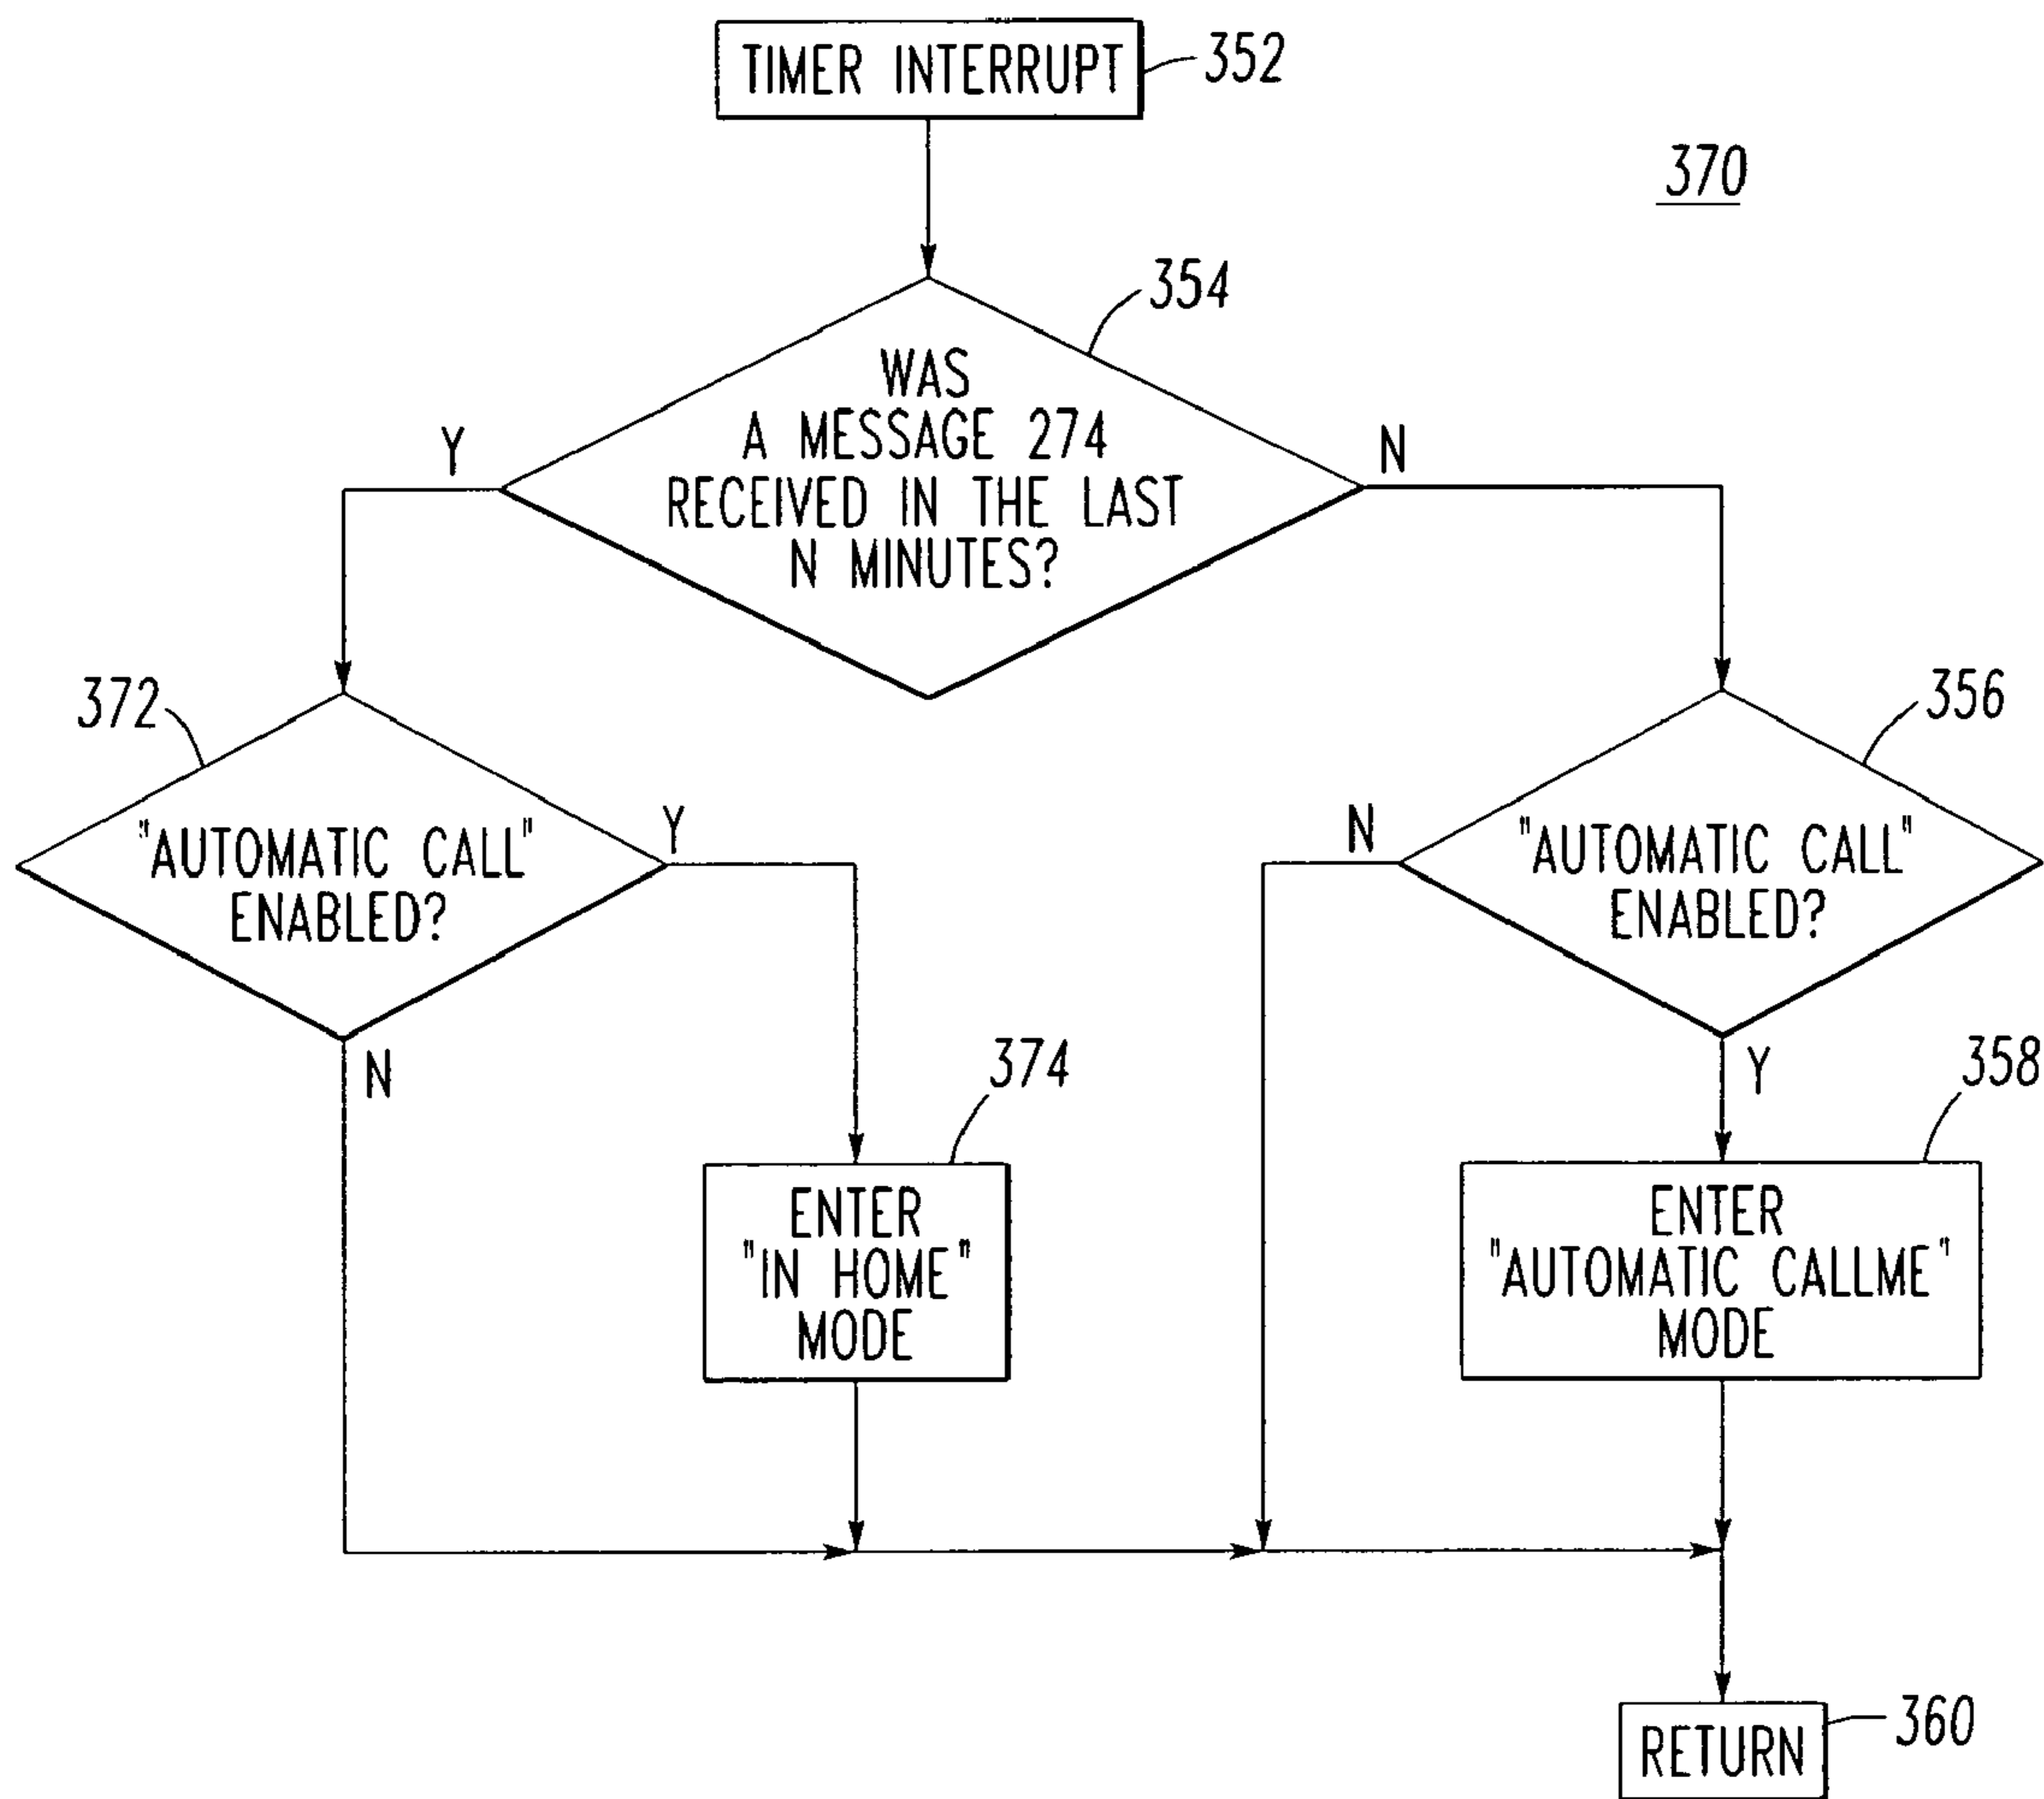 TIMER INTERRUPT
352
370
354
WAS
A MESSAGE 274
RECEIVED IN THE LAST
N MINUTES?
Y
N
372
"AUTOMATIC CALL"
ENABLED?
Y
N
356
"AUTOMATIC CALL"
ENABLED?
N
Y
374
ENTER
"IN HOME"
MODE
358
ENTER
"AUTOMATIC CALLME"
MODE
RETURN
360